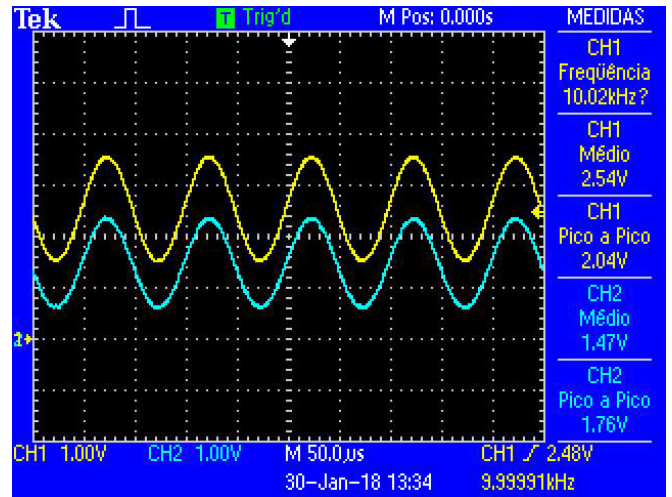 Tek T Trig'd M Pos: 0.000s MEDIDAS
CH1
Freqüência
10.02kHz?
CH1
Médio
2.54V
CH1
Pico a Pico
2.04V
CH2
Médio
1.47V
CH2
Pico a Pico
1.76V
CH1 1.00V CH2 1.00V M 50.0µs CH1 2.48V
30-Jan-18 13:34 9.99991kHz